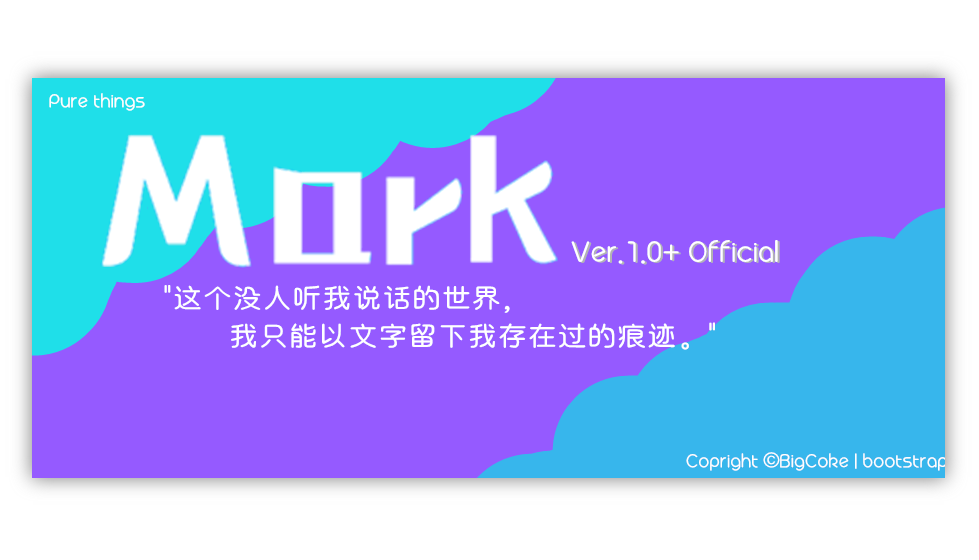 Pure things
Mark
Ver.1.0+ Official
"这个没人听我说话的世界，
我只能以文字留下我存在过的痕迹。"
Copright ©BigCoke | bootstrap